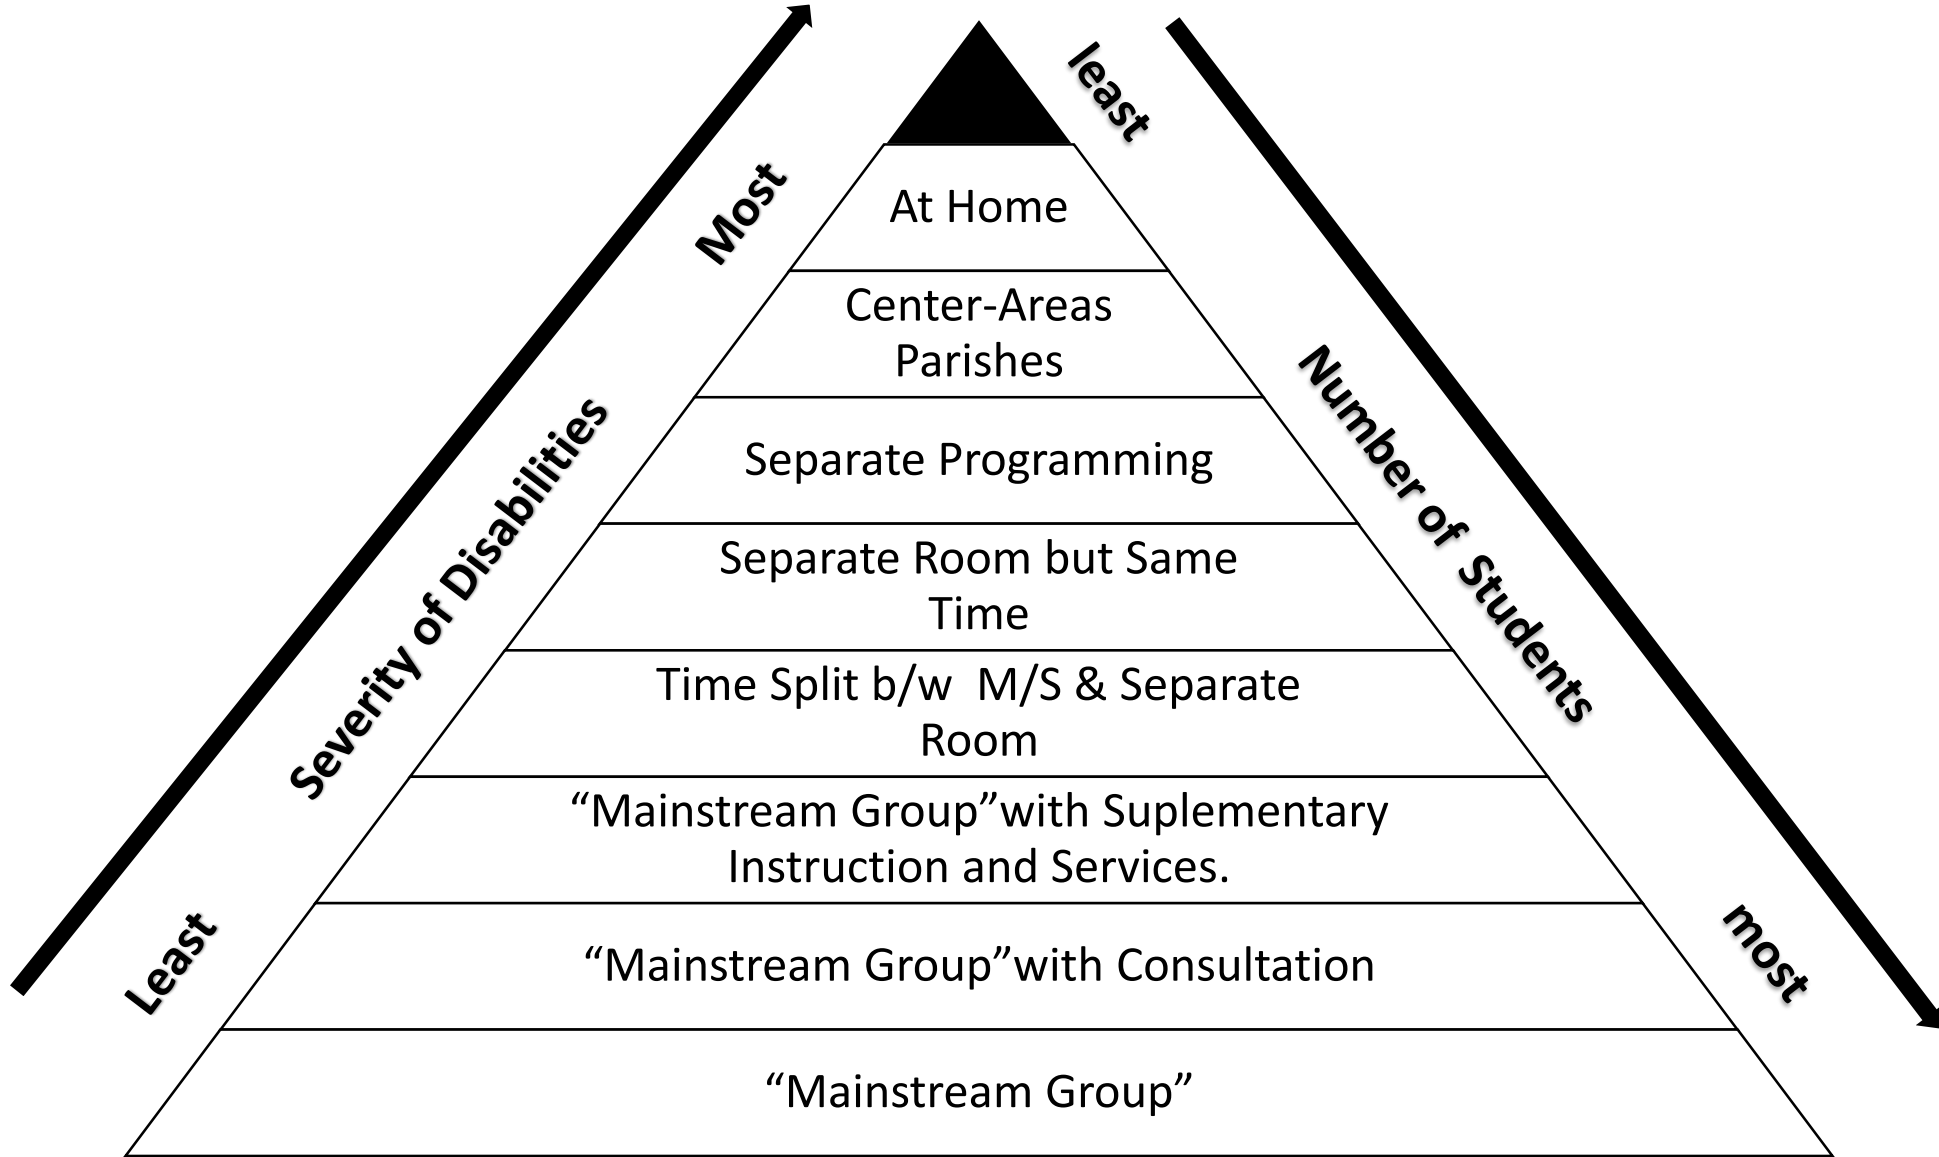 least
Most
At Home
Center-Areas
Parishes
Separate Programming
Number of Students
Severity of Disabilities
Separate Room but Same
Time
Time Split b/w  M/S & Separate
Room
“Mainstream Group”with Suplementary
Instruction and Services.
Least
most
“Mainstream Group”with Consultation
“Mainstream Group”